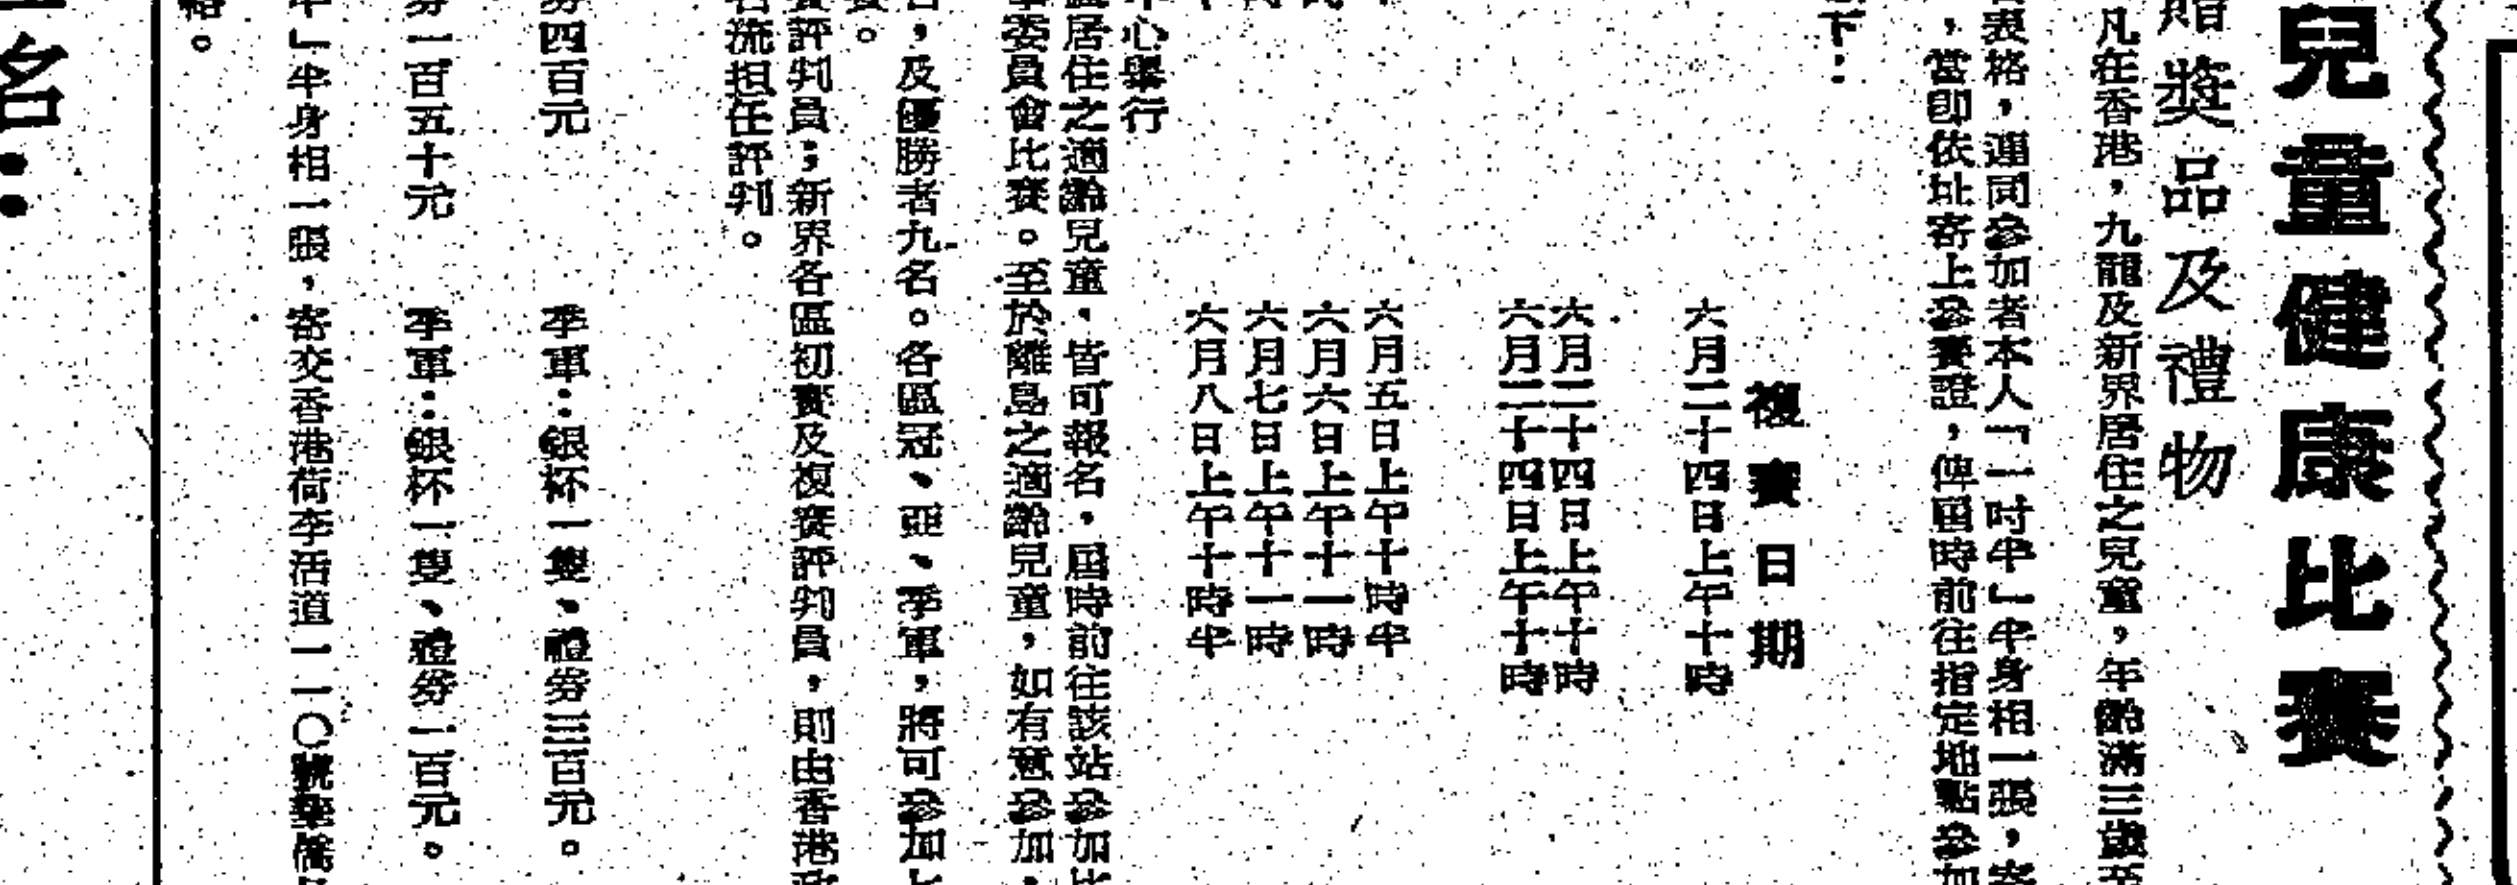 兒童健康比賽
獎品及禮物
凡在香港，九龍及新界居住之兒童，年齡滿三歲至
表格，連同參加者本人「一吋半」半身相一張，寄
，當即依址寄上參賽證，俾屆時前往指定地點參加
下：
複賽日期
六月二十四日上午十時
六月二十四日上午十時
六月二十四日上午十時
六月五日上午十時半
六月六日上午十一時
六月七日上午十一時
六月八日上午十時半
心舉行
居住之適齡兒童，皆可報名，屆時前往該站參加比
委員會比賽。至於離島之適齡兒童，如有意參加，
，及優勝者九名。各區冠、亞、季軍，將可參加
。
評判員；新界各區初賽及複賽評判員，則由香港
名流担任評判。
四百元　季軍：銀杯一隻、禮券三百元。
券一百五十元　季軍：銀杯一隻、禮券一百元。
」半身相一張，寄交香港荷李活道一一〇號華僑
。
名：